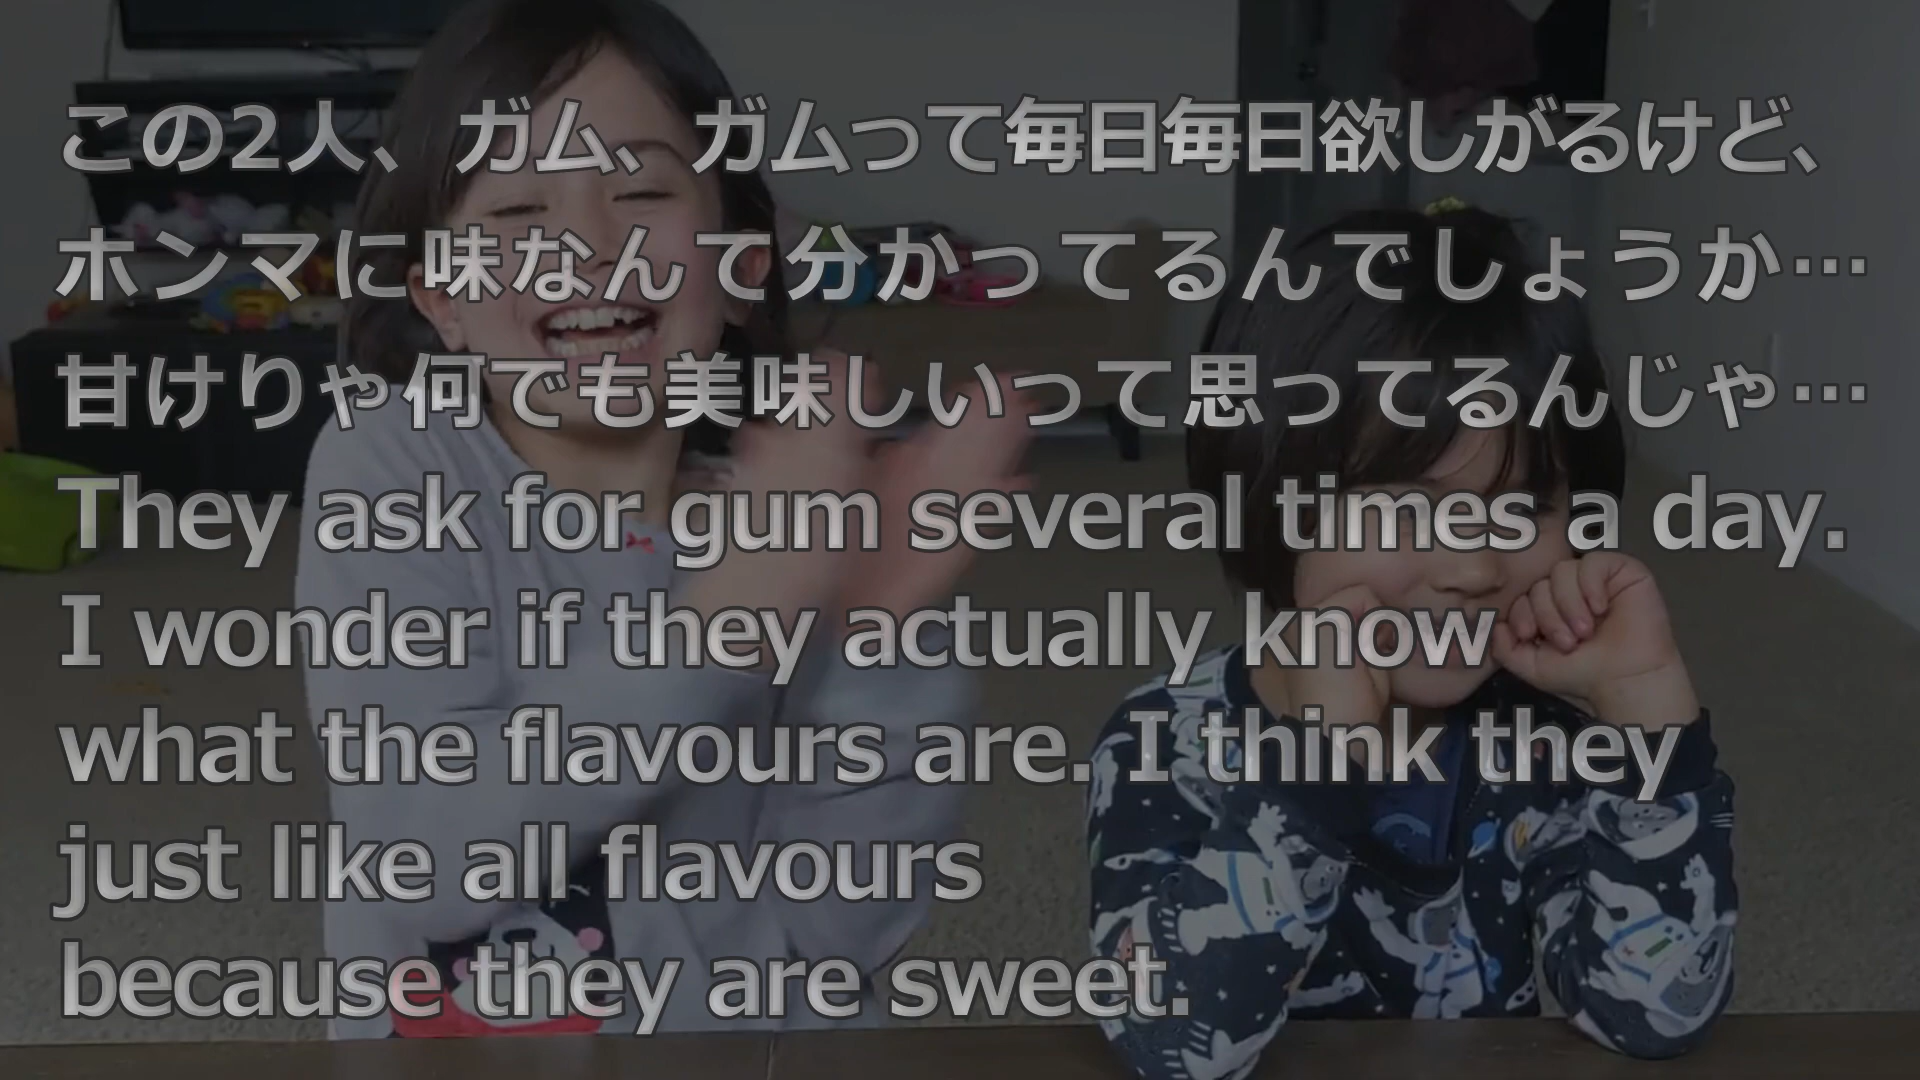 この2人、ガム、ガムって毎日毎日欲しがるけど、
ホンマに味なんて分かってるんでしょうか…
甘けりゃ何でも美味しいって思ってるんじゃ…
They ask for gum several times a day.
I wonder if they actually know
what the flavours are. I think they
just like all flavours
because they are sweet.